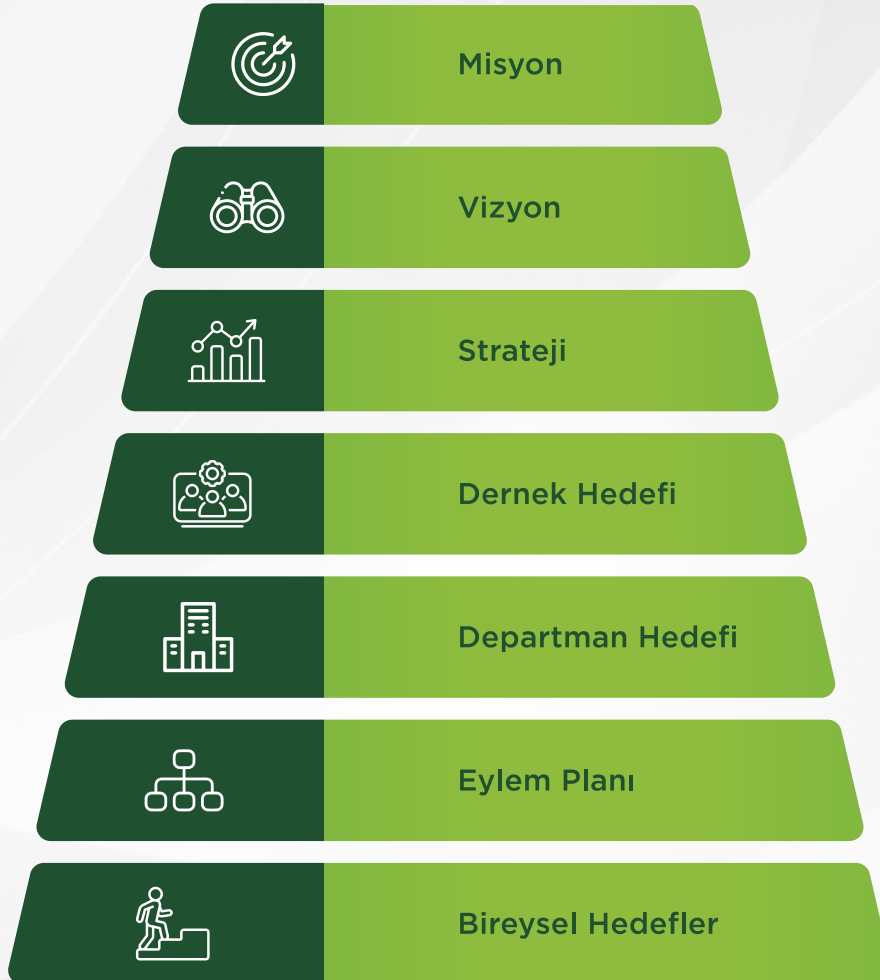 Misyon
Vizyon
Strateji
Dernek Hedefi
Departman Hedefi
Eylem Planı
Bireysel Hedefler